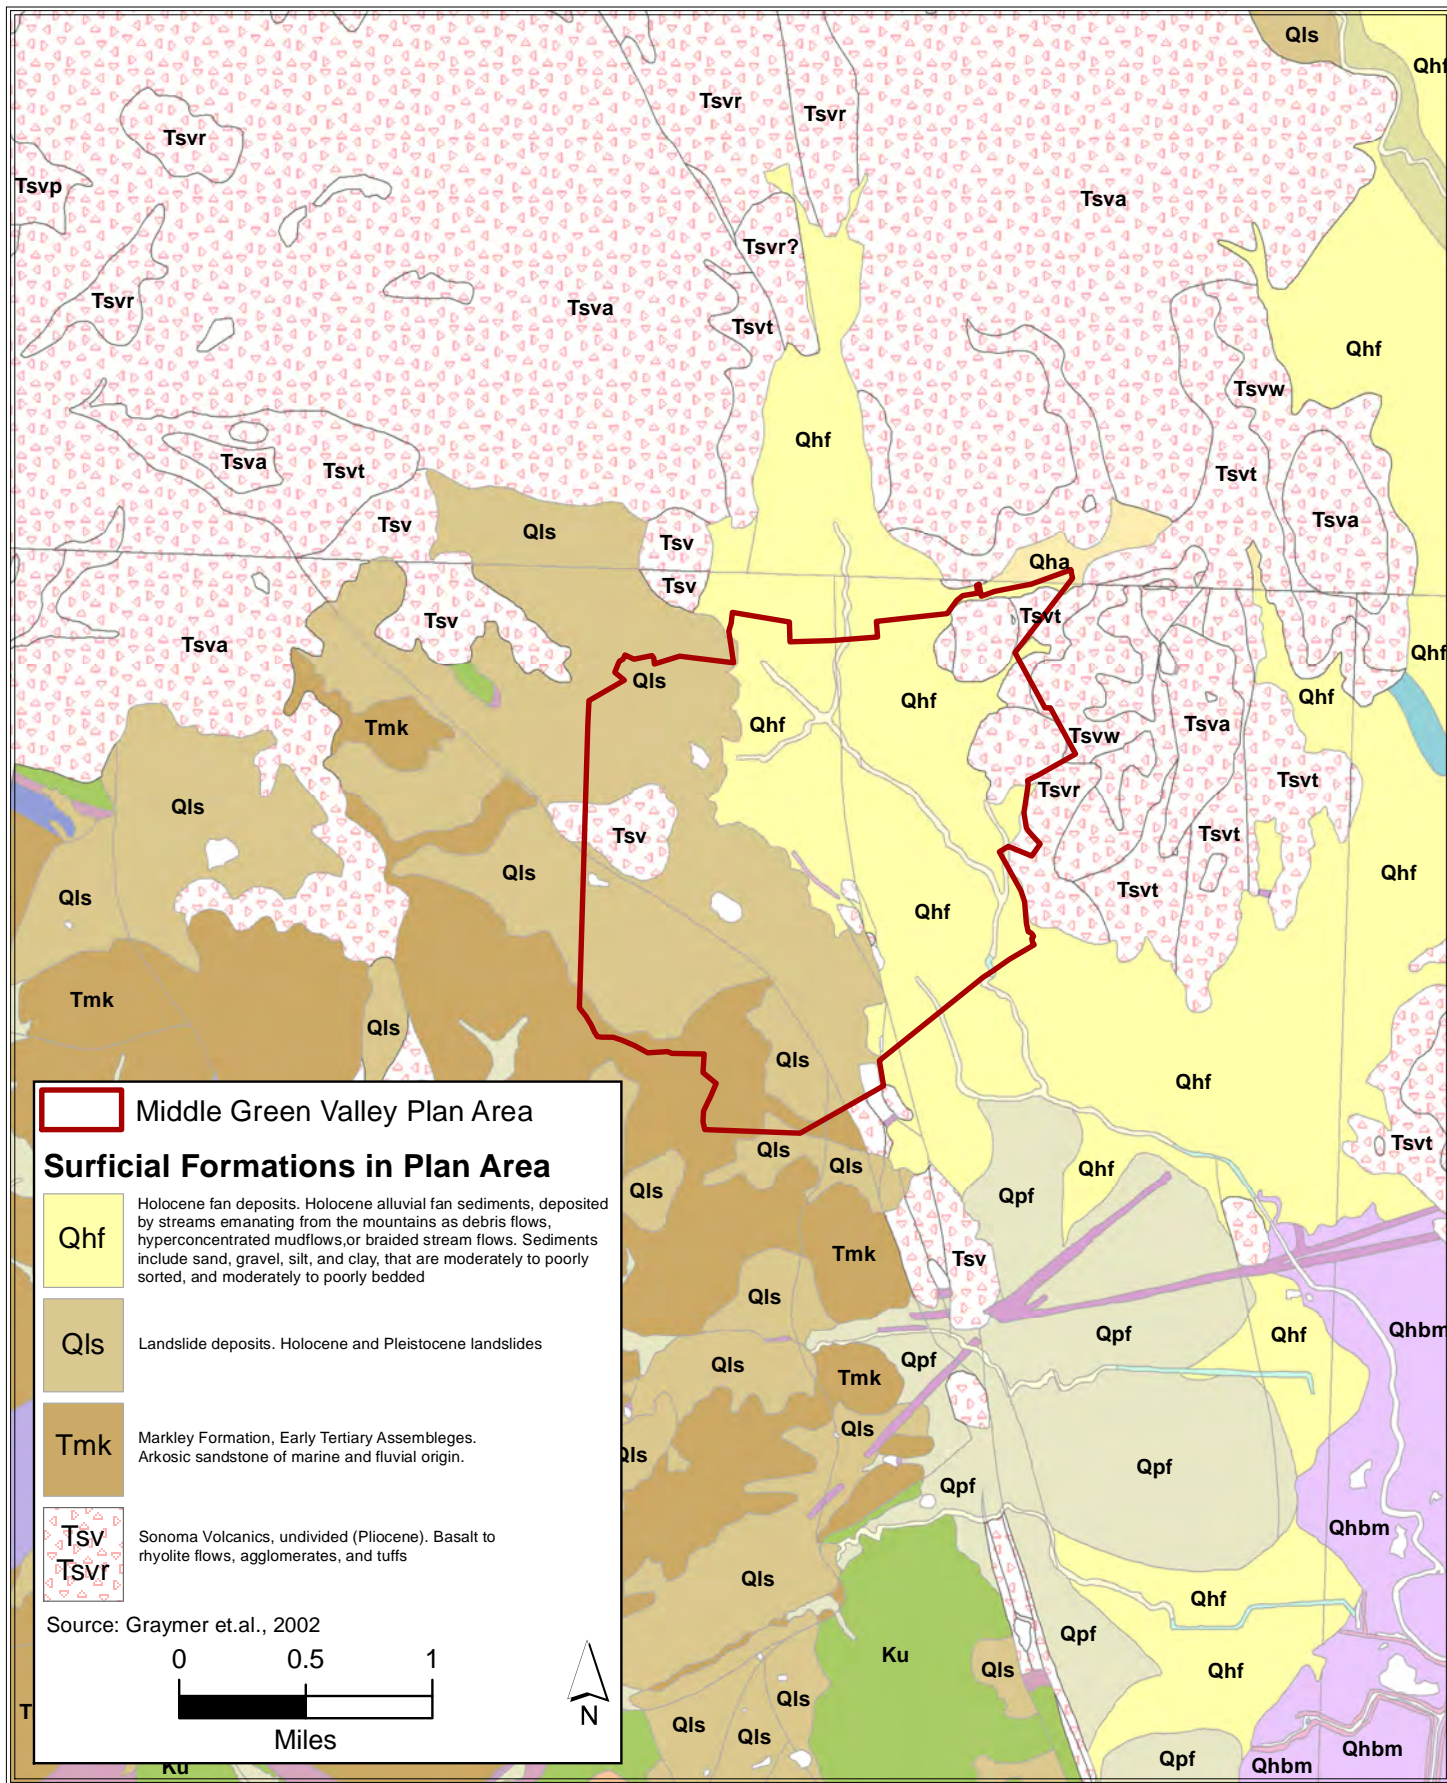 Qls
Qhf
Tsvr
Tsvr
Tsvr
Tsvp
Tsva
Tsvr?
Tsvr
Tsva
Tsvt
Qhf
Tsvw
Qhf
Tsva
Tsvt
Tsvt
Tsva
Tsv
Qls
Tsv
Qha
Tsv
Tsv
Tsvt
Tsva
Qls
Qhf
Qhf
Qhf
Qhf
Tmk
Tsvw
Tsva
Qls
Tsv
Tsvr
Tsvt
Tsvt
Qls
Qls
Tsvt
Qhf
Qhf
Tmk
Qls
Qls
Qhf
Tsvt
Qls
Qls
Qls
Qhf
Qpf
Tmk
Tsv
Qls
Qpf
Qhf
Qhbm
Qls
Qpf
Tmk
Qls
Qls
Qpf
Qpf
Qhbm
Qls
Qhf
Qpf
Ku
Qls
Qhf
Qls
Qls
Qls
Qpf
Qhbm
Qhbm
T
Ku
Middle Green Valley Plan Area
Surficial Formations in Plan Area
Qhf
Holocene fan deposits. Holocene alluvial fan sediments, deposited
by streams emanating from the mountains as debris flows,
hyperconcentrated mudflows,or braided stream flows. Sediments
include sand, gravel, silt, and clay, that are moderately to poorly
sorted, and moderately to poorly bedded
Qls
Landslide deposits. Holocene and Pleistocene landslides
Tmk
Markley Formation, Early Tertiary Assembleges.
Arkosic sandstone of marine and fluvial origin.
Tsv
Tsvr
Sonoma Volcanics, undivided (Pliocene). Basalt to
rhyolite flows, agglomerates, and tuffs
Source: Graymer et.al., 2002
0 0.5 1
Miles
N